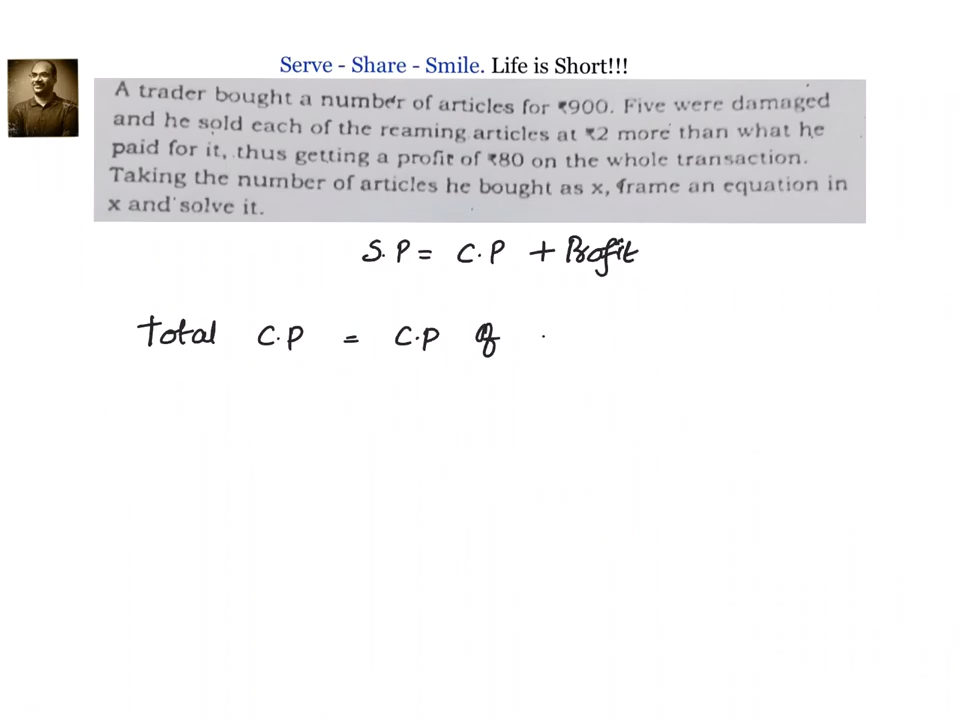 Serve - Share - Smile. Life is Short!!!
A trader bought a number of articles for ₹900. Five were damaged
and he sold each of the reaming articles at ₹2 more than what he
paid for it, thus getting a profit of ₹80 on the whole transaction.
Taking the number of articles he bought as x, frame an equation in
x and solve it.
S.P = C.P + Profit
Total C.P = C.P of